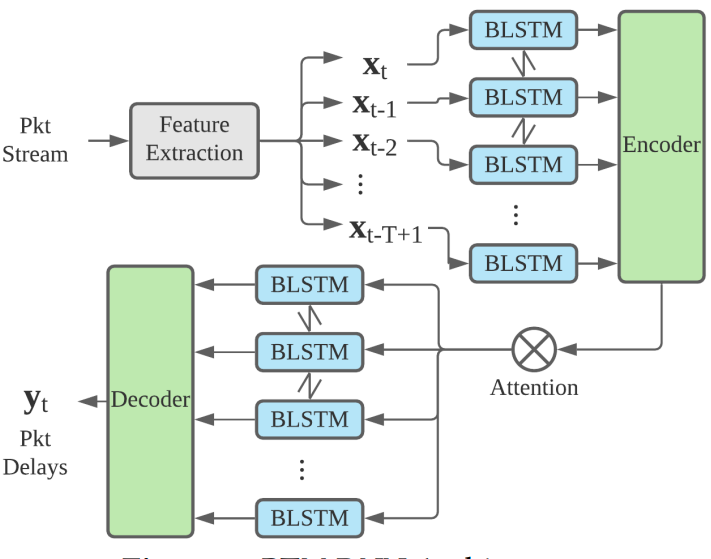 Pkt
Stream
Feature
Extraction
xt
xt-1
xt-2
xt-T+1
BLSTM
BLSTM
BLSTM
BLSTM
Encoder
Attention
BLSTM
BLSTM
BLSTM
BLSTM
Decoder
yt
Pkt
Delays